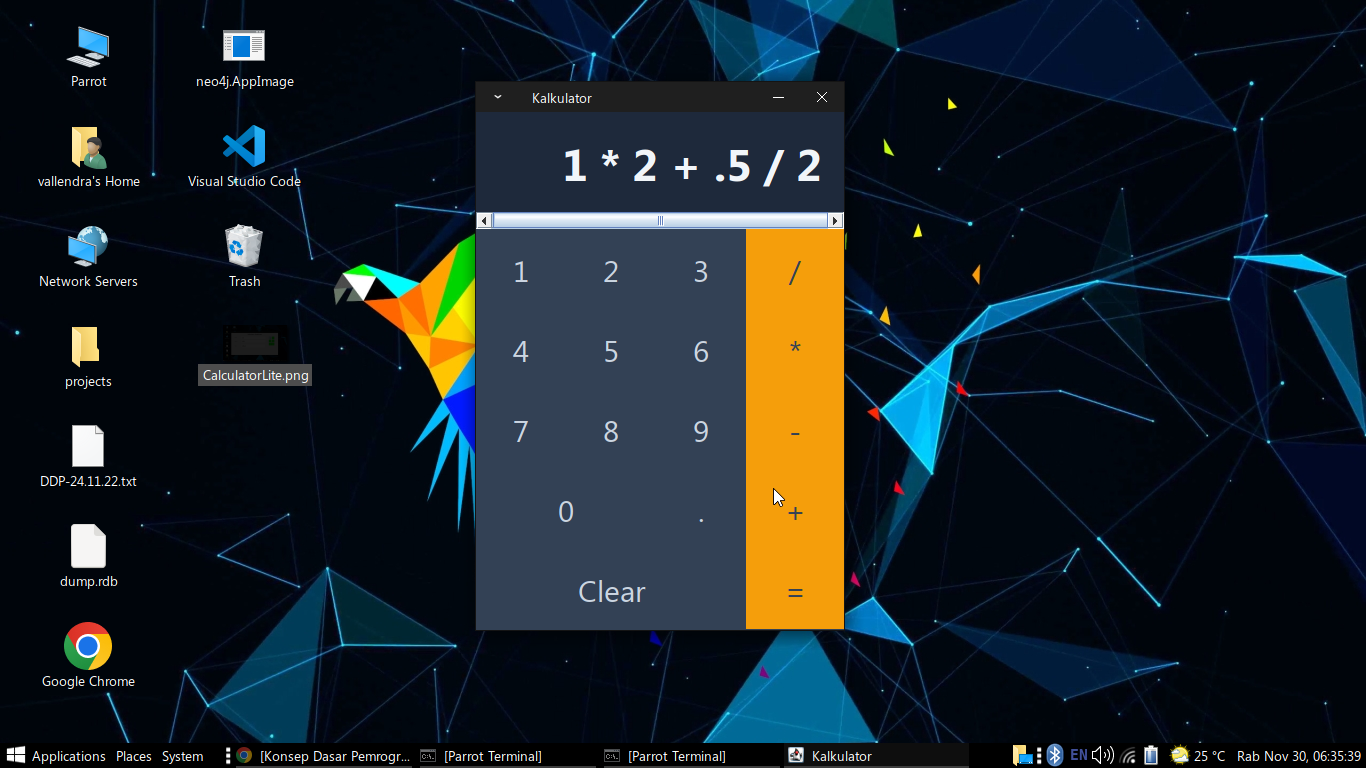 Parrot
neo4j.AppImage
vallendra's Home
Visual Studio Code
Network Servers
Trash
projects
CalculatorLite.png
DDP-24.11.22.txt
dump.rdb
Google Chrome
Kalkulator
1 * 2 + .5 / 2
1 2 3 /
4 5 6 *
7 8 9 -
0 . +
Clear =
Applications Places System [Konsep Dasar Pemrogr... [Parrot Terminal] [Parrot Terminal] Kalkulator EN 25 °C Rab Nov 30, 06:35:39